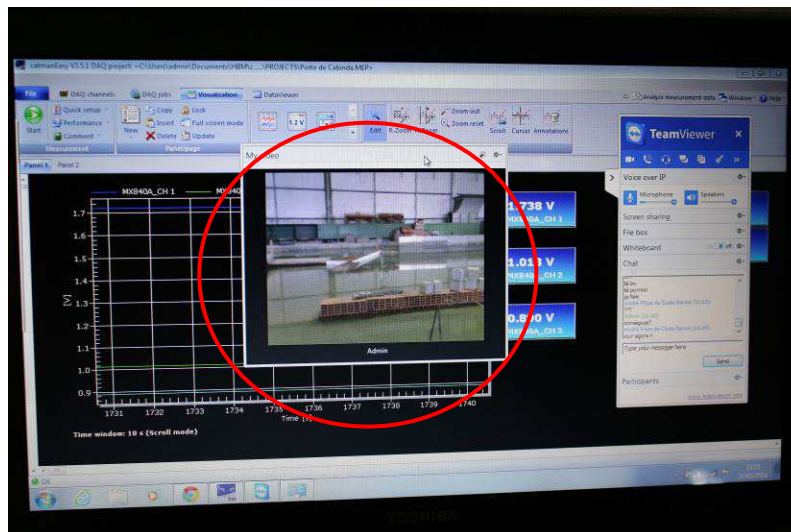 catmanEasy V3.5.1 DAQ project: <C:\Users\admin\Documents\HBM\c.....\PROJECTS\Porto de Cabinda.MEP>
File DAQ channels DAQ jobs Visualization DataViewer
Analyze measurement data Window Help
Start
Quick setup
Performance
Comment
Measurement
New
Copy
Insert
Delete
Lock
Full screen mode
Update
Panel/page
1.2 V
Edit
Zoom out
Zoom reset
Scroll Cursor Annotations
Panel 1 Panel 2
My video
MX840A_CH 1
1.7
1.6
1.5
1.4
1.3
1.2
1.1
1.0
0.9
[V]
1731 1732 1733 1734 1735 1736 1737 1738 1739 1740
Time [s]
Time window: 10 s (Scroll mode)
1.738 V
MX840A_CH 1
1.013 V
MX840A_CH 2
0.890 V
MX840A_CH 3
Admin
TeamViewer
Voice over IP
Microphone
Speakers
Screen sharing
File box
Whiteboard
off
Chat
Type your message here
Send
Participants
www.teamviewer.com
OK
TOSHIBA